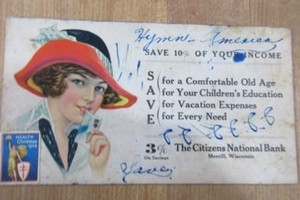 Hymn - America
SAVE 10% OF YOUR INCOME
SAVE
for a Comfortable Old Age
for Your Children's Education
for Vacation Expenses
for Every Need
3% The Citizens National Bank
On Savings Merrill, Wisconsin
HEALTH
Christmas